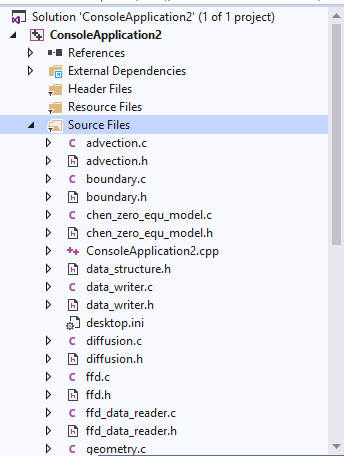 Solution 'ConsoleApplication2' (1 of 1 project)
ConsoleApplication2
References
External Dependencies
Header Files
Resource Files
Source Files
advection.c
advection.h
boundary.c
boundary.h
chen_zero_equ_model.c
chen_zero_equ_model.h
ConsoleApplication2.cpp
data_structure.h
data_writer.c
data_writer.h
desktop.ini
diffusion.c
diffusion.h
ffd.c
ffd.h
ffd_data_reader.c
ffd_data_reader.h
geometry.c